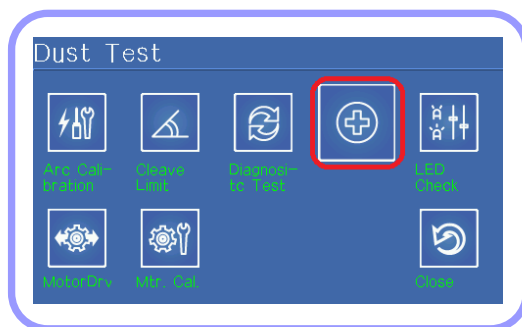 Dust Test
Arc Cali-
bration
Cleave
Limit
Diagnosi-
tc Test
LED
Check
MotorDrv
Mtr. Cal.
Close